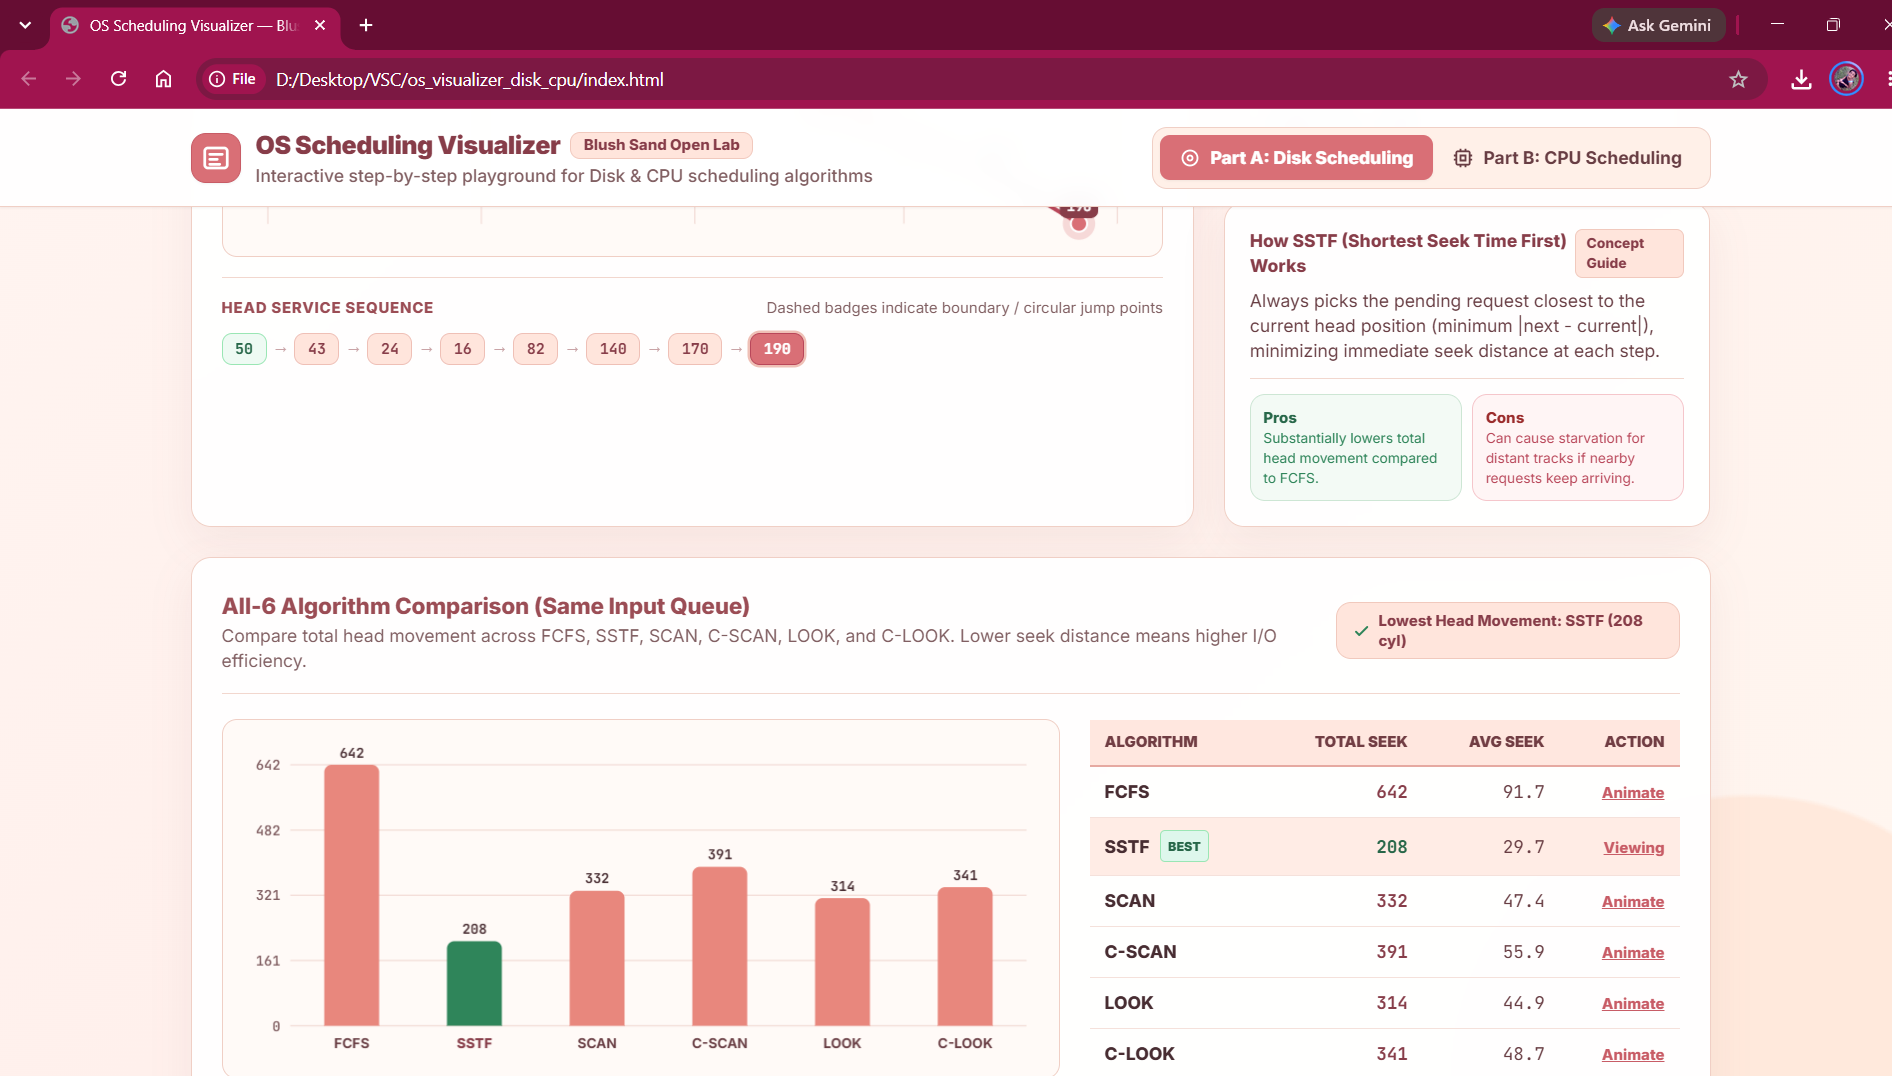 OS Scheduling Visualizer — Blu
Ask Gemini
File
D:/Desktop/VSC/os_visualizer_disk_cpu/index.html
OS Scheduling Visualizer
Blush Sand Open Lab
Interactive step-by-step playground for Disk & CPU scheduling algorithms
Part A: Disk Scheduling
Part B: CPU Scheduling
190
HEAD SERVICE SEQUENCE
Dashed badges indicate boundary / circular jump points
50 → 43 → 24 → 16 → 82 → 140 → 170 → 190
How SSTF (Shortest Seek Time First)
Works
Concept
Guide
Always picks the pending request closest to the
current head position (minimum |next - current|),
minimizing immediate seek distance at each step.
Pros
Substantially lowers total
head movement compared
to FCFS.
Cons
Can cause starvation for
distant tracks if nearby
requests keep arriving.
All-6 Algorithm Comparison (Same Input Queue)
Compare total head movement across FCFS, SSTF, SCAN, C-SCAN, LOOK, and C-LOOK. Lower seek distance means higher I/O
efficiency.
Lowest Head Movement: SSTF (208
cyl)
642
482
321
161
0
642
208
332
391
314
341
FCFS
SSTF
SCAN
C-SCAN
LOOK
C-LOOK
ALGORITHM TOTAL SEEK AVG SEEK ACTION
FCFS 642 91.7 Animate
SSTF BEST 208 29.7 Viewing
SCAN 332 47.4 Animate
C-SCAN 391 55.9 Animate
LOOK 314 44.9 Animate
C-LOOK 341 48.7 Animate